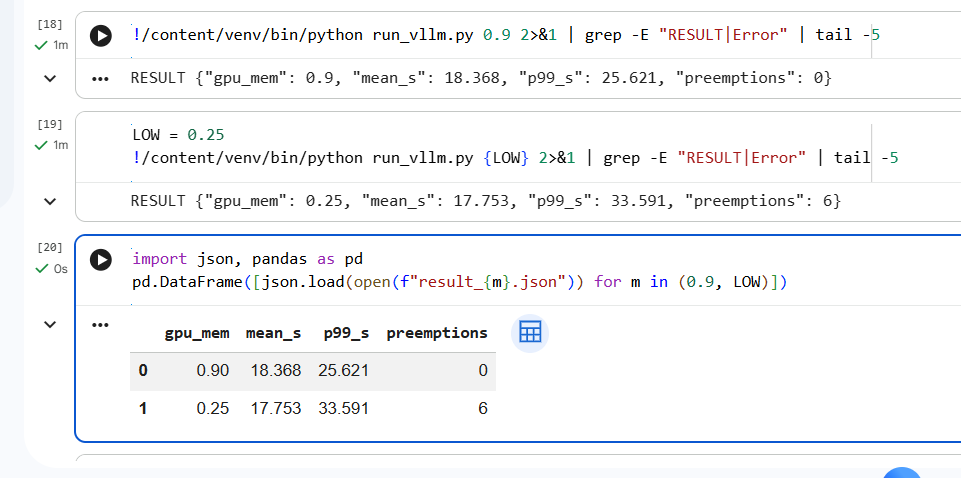 [18]
!/content/venv/bin/python run_vllm.py 0.9 2>&1 | grep -E "RESULT|Error" | tail -5
1m
RESULT {"gpu_mem": 0.9, "mean_s": 18.368, "p99_s": 25.621, "preemptions": 0}
[19]
LOW = 0.25
1m
!/content/venv/bin/python run_vllm.py {LOW} 2>&1 | grep -E "RESULT|Error" | tail -5
RESULT {"gpu_mem": 0.25, "mean_s": 17.753, "p99_s": 33.591, "preemptions": 6}
[20]
import json, pandas as pd
0s
pd.DataFrame([json.load(open(f"result_{m}.json")) for m in (0.9, LOW)])
gpu_mem mean_s p99_s preemptions
0 0.90 18.368 25.621 0
1 0.25 17.753 33.591 6